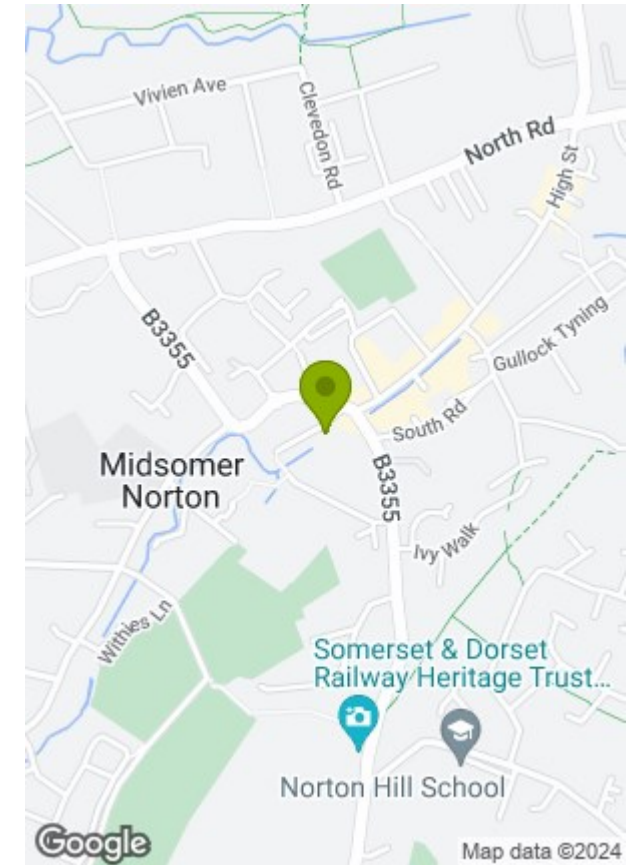 Vivien Ave
Clevedon Rd
North Rd
High St
B3355
Gullock Tyning
South Rd
Midsomer
Norton
B3355
Ivy Walk
Withies Ln
Somerset & Dorset
Railway Heritage Trust...
Norton Hill School
Google
Map data ©2024